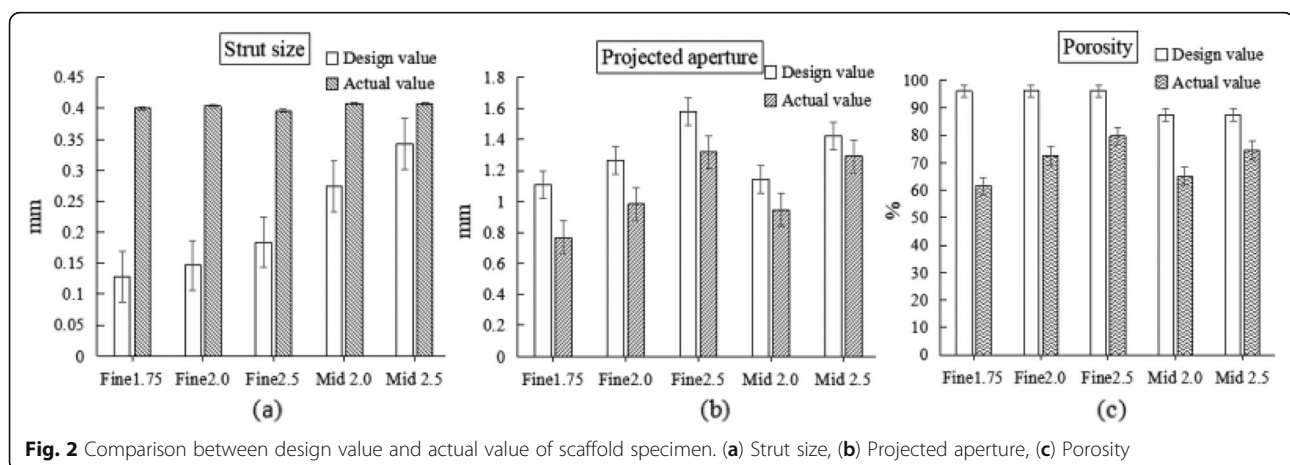 Strut size
Design value
Actual value
0.45
0.4
0.35
0.3
0.25
0.2
0.15
0.1
0.05
0
mm
Fine1.75 Fine2.0 Fine2.5 Mid 2.0 Mid 2.5
(a)
Projected aperture
Design value
Actual value
1.8
1.6
1.4
1.2
1
0.8
0.6
0.4
0.2
0
mm
Fine1.75 Fine2.0 Fine2.5 Mid 2.0 Mid 2.5
(b)
Porosity
Design value
Actual value
100
90
80
70
60
50
40
30
20
10
0
%
Fine1.75 Fine2.0 Fine2.5 Mid 2.0 Mid 2.5
(c)
Fig. 2 Comparison between design value and actual value of scaffold specimen. (a) Strut size, (b) Projected aperture, (c) Porosity